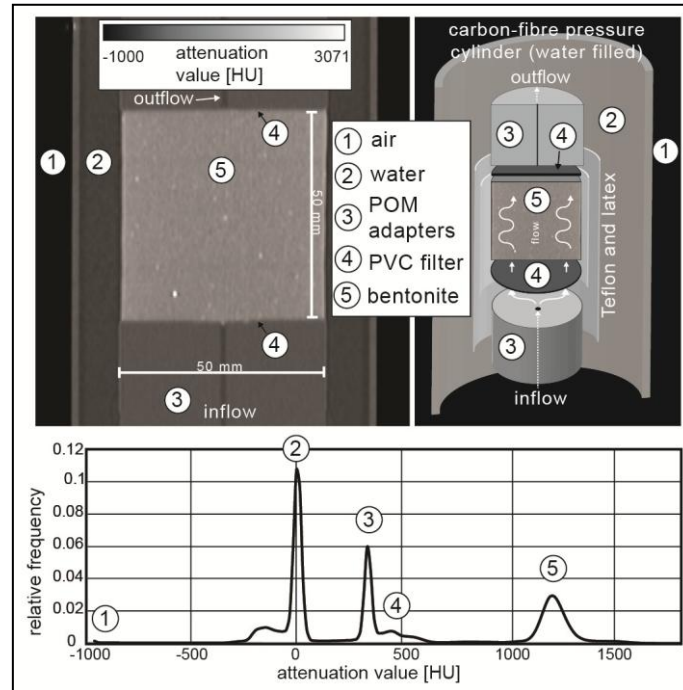 -1000
attenuation
value [HU]
3071
outflow
4
1
2
5
50 mm
4
50 mm
3
inflow
1 air
2 water
3 POM
adapters
4 PVC filter
5 bentonite
carbon-fibre pressure
cylinder (water filled)
outflow
3
4
2
1
5
flow
Teflon and latex
4
3
inflow
relative frequency
0.12
0.1
0.08
0.06
0.04
0.02
0
1
2
3
4
5
-1000
-500
0
500
1000
1500
attenuation value [HU]